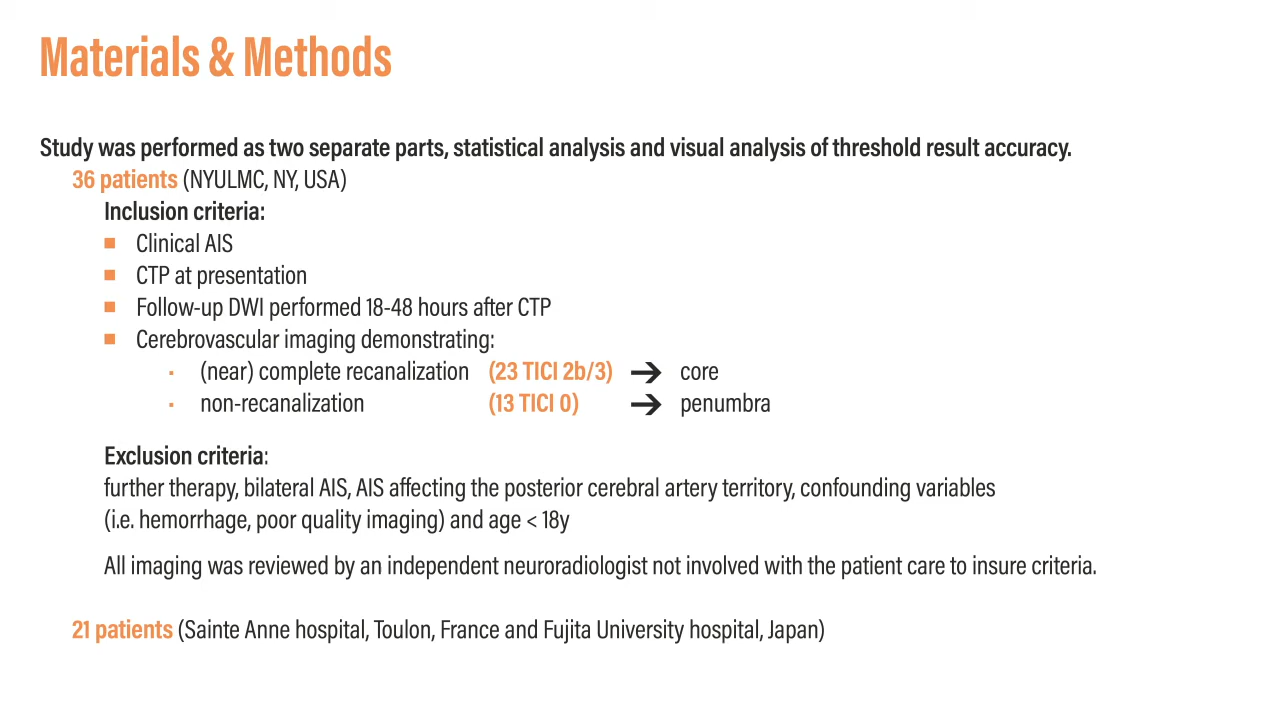 Materials & Methods
Study was performed as two separate parts, statistical analysis and visual analysis of threshold result accuracy.
36 patients (NYULMC, NY, USA)
Inclusion criteria:
Clinical AIS
CTP at presentation
Follow-up DWI performed 18-48 hours after CTP
Cerebrovascular imaging demonstrating:
(near) complete recanalization (23 TICI 2b/3) → core
non-recanalization (13 TICI 0) → penumbra
Exclusion criteria:
further therapy, bilateral AIS, AIS affecting the posterior cerebral artery territory, confounding variables
(i.e. hemorrhage, poor quality imaging) and age < 18y
All imaging was reviewed by an independent neuroradiologist not involved with the patient care to insure criteria.
21 patients (Sainte Anne hospital, Toulon, France and Fujita University hospital, Japan)